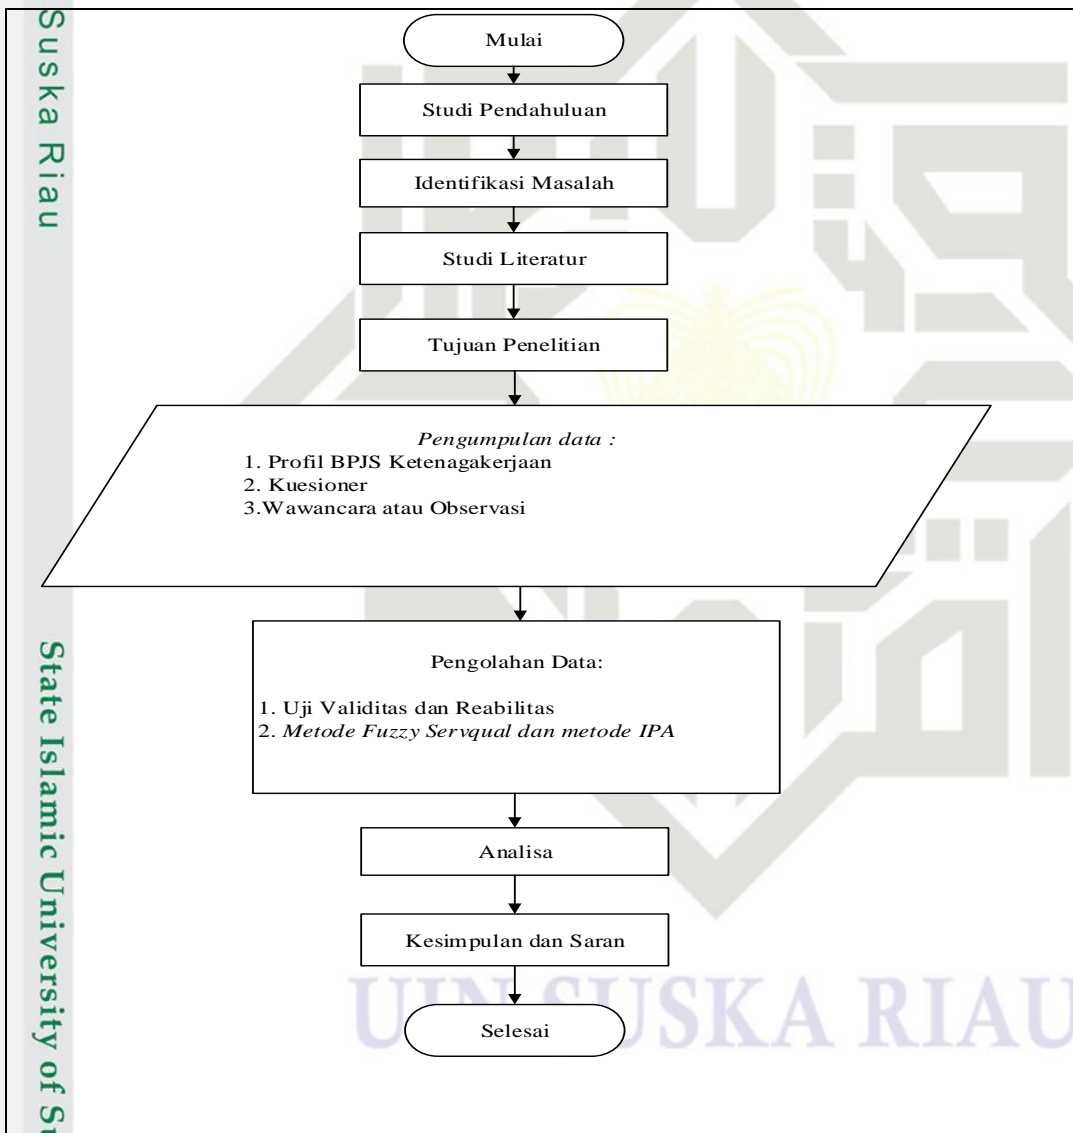 Suska Riau
State Islamic University of Su
Mulai
Studi Pendahuluan
Identifikasi Masalah
Studi Literatur
Tujuan Penelitian
Pengumpulan data :
1. Profil BPJS Ketenagakerjaan
2. Kuesioner
3.Wawancara atau Observasi
Pengolahan Data:
1. Uji Validitas dan Reabilitas
2. Metode Fuzzy Servqual dan metode IPA
Analisa
Kesimpulan dan Saran
Selesai
UIN SUSKA RIAU